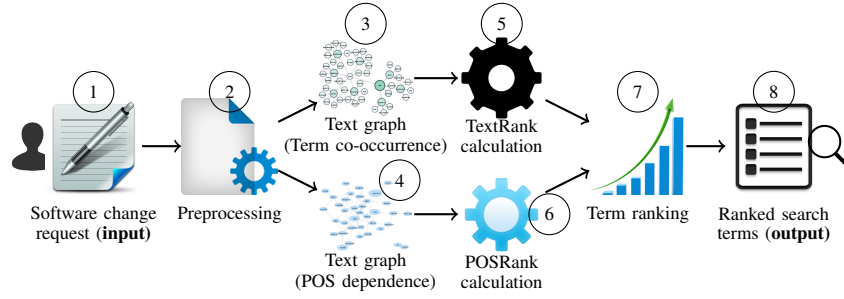 1
Software change
request (input)
2
Preprocessing
3
Text graph
(Term co-occurrence)
4
Text graph
(POS dependence)
5
TextRank
calculation
6
POSRank
calculation
7
Term ranking
8
Ranked search
terms (output)